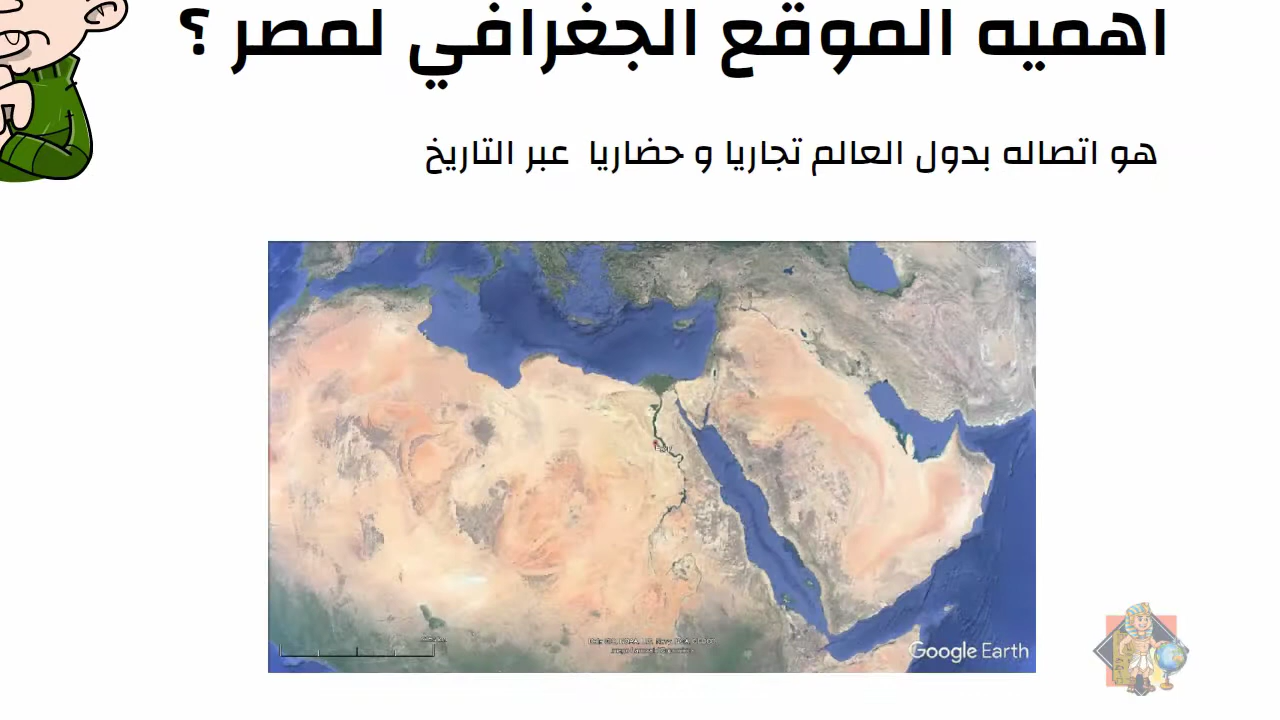 اهميه الموقع الجغرافي لمصر ؟
هو اتصاله بدول العالم تجاريا و حضاريا عبر التاريخ
Google Earth